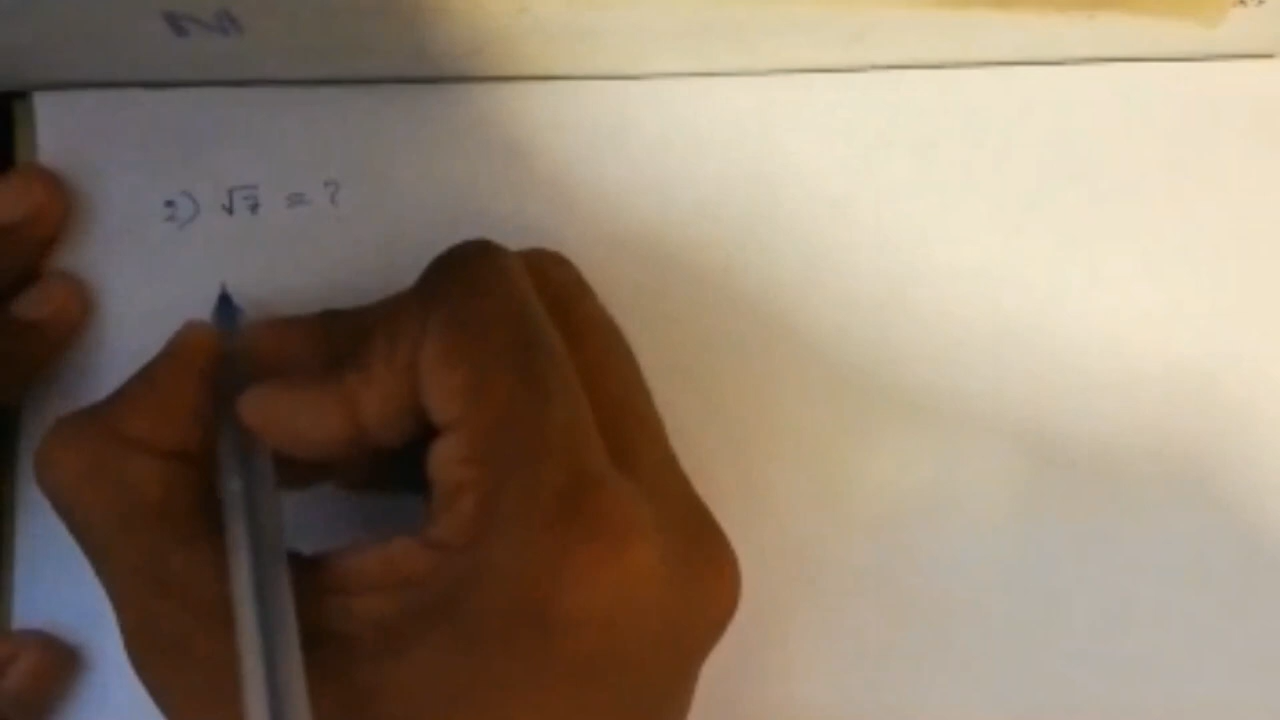 2) √7 = ?